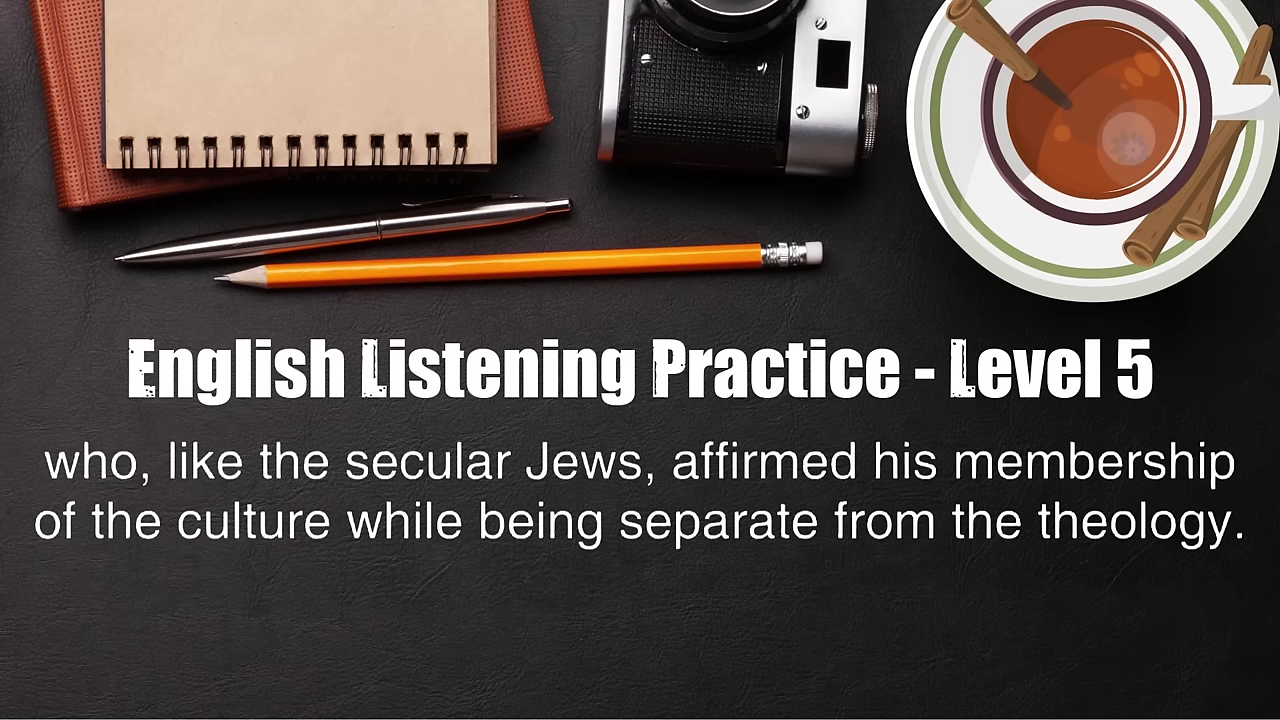 English Listening Practice - Level 5
who, like the secular Jews, affirmed his membership
of the culture while being separate from the theology.